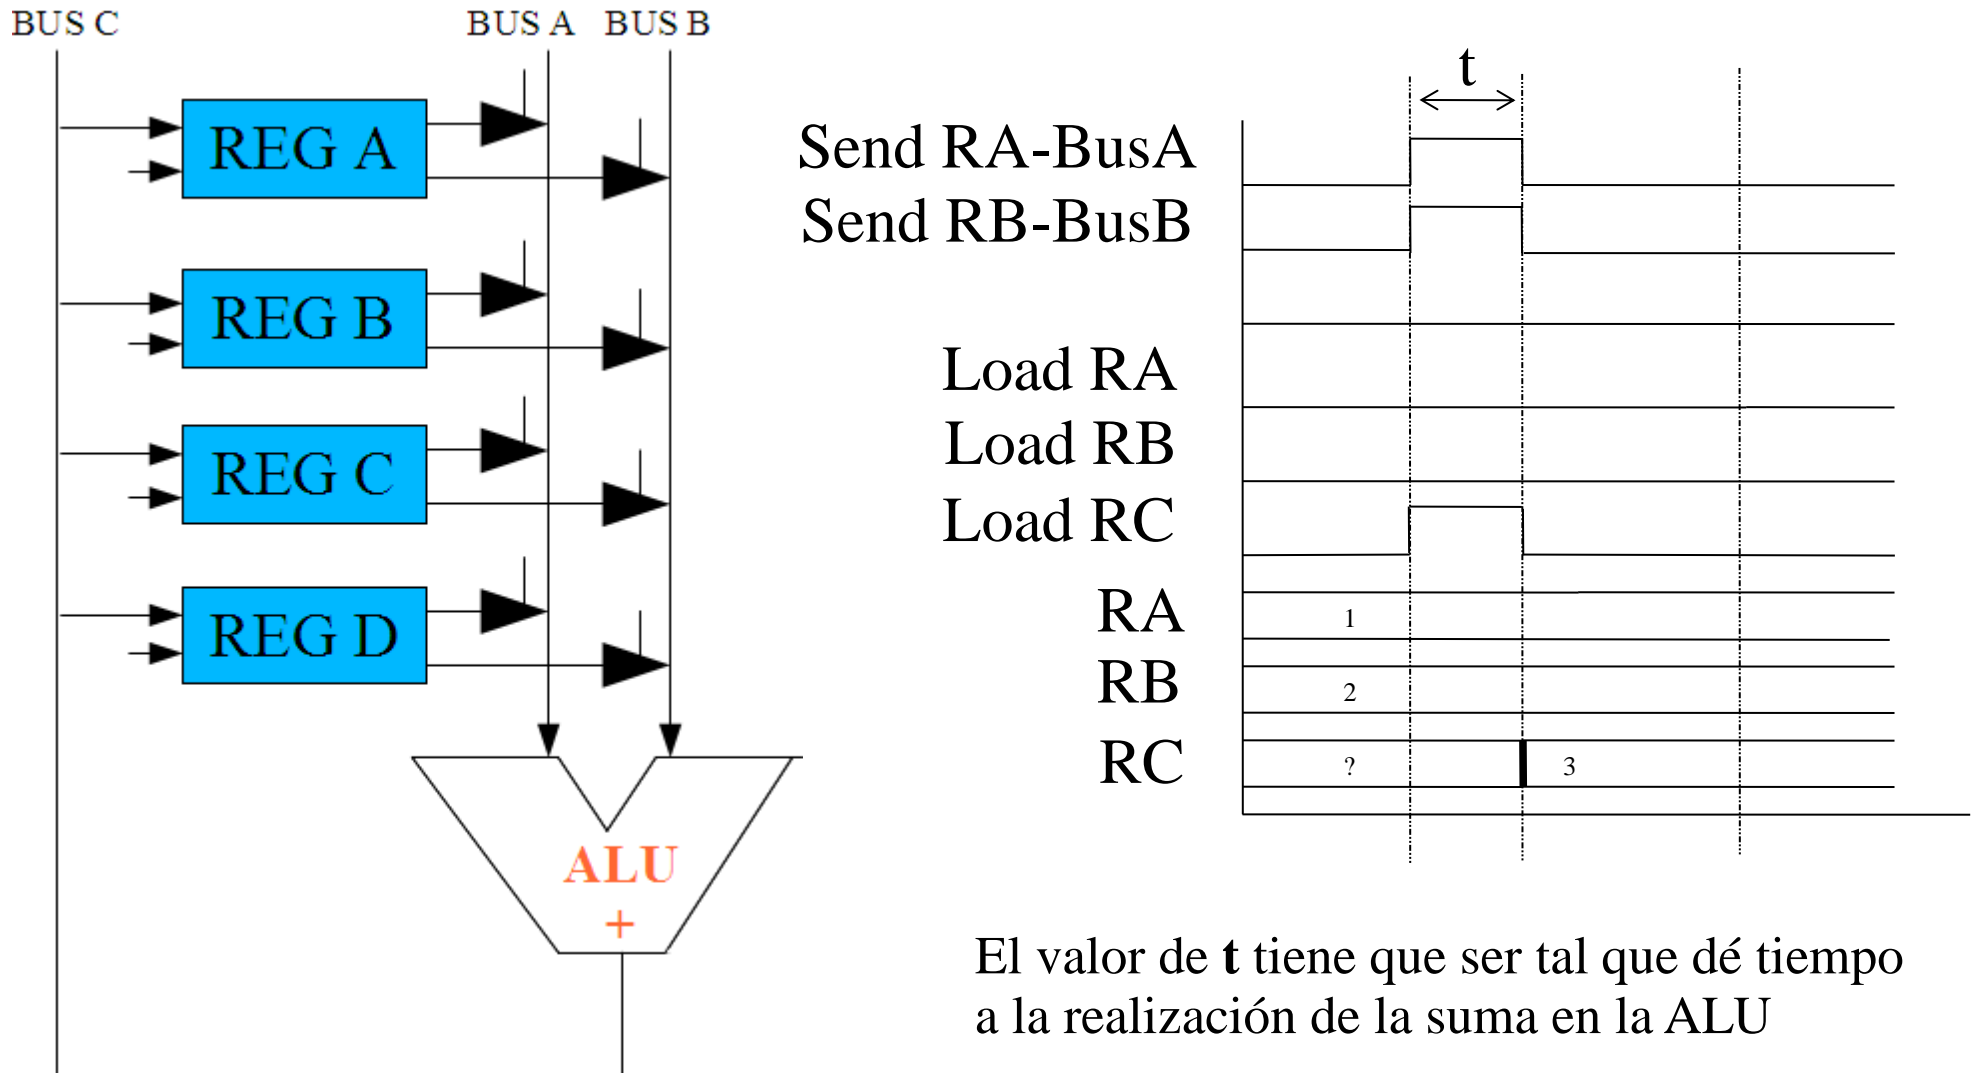 BUS C
BUS A
BUS B
REG A
REG B
REG C
REG D
ALU
+
t
Send RA-BusA
Send RB-BusB
Load RA
Load RB
Load RC
RA
1
RB
2
RC
?
3
El valor de t tiene que ser tal que dé tiempo
a la realización de la suma en la ALU